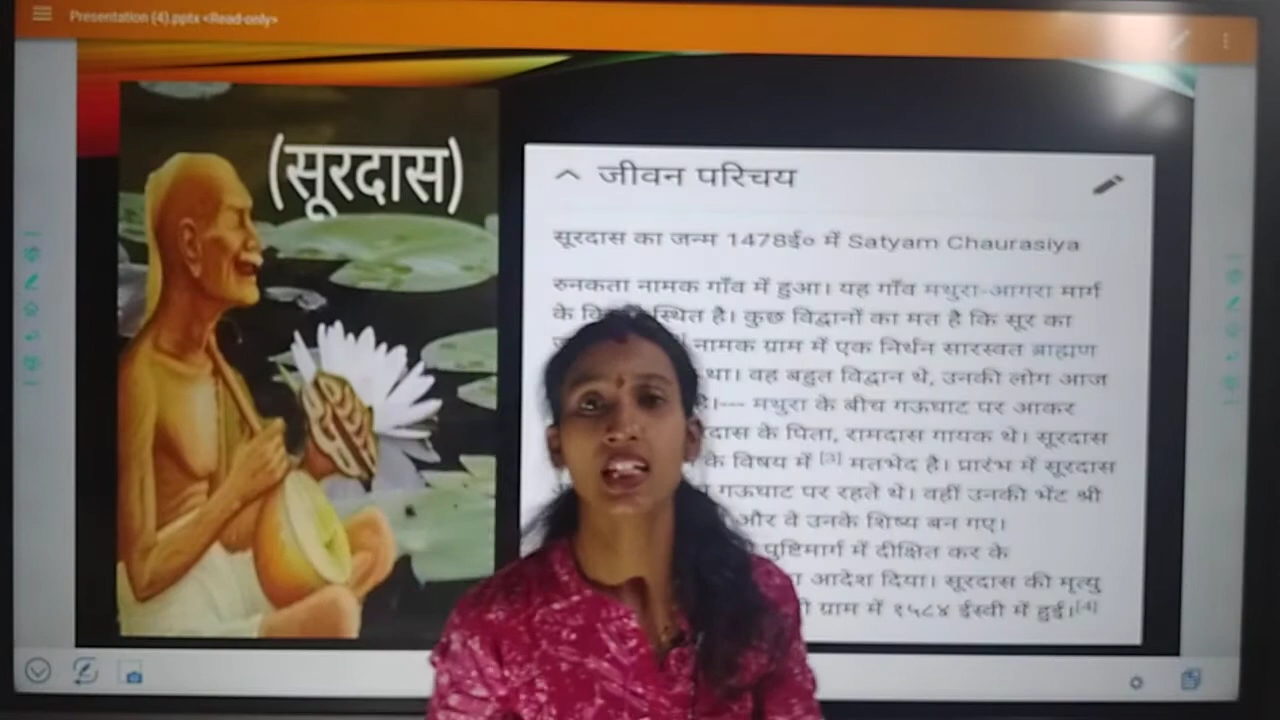 Presentation (4).pptx <Read-only>
(सूरदास)
जीवन परिचय
सूरदास का जन्म 1478ई० में Satyam Chaurasiya
रुनकता नामक गाँव में हुआ। यह गाँव मथुरा-आगरा मार्ग
के स्थित है। कुछ विद्वानों का मत है कि सूर का
नामक ग्राम में एक निर्धन सारस्वत ब्राह्मण
था। वह बहुत विद्वान थे, उनकी लोग आज
है।--- मथुरा के बीच गऊघाट पर आकर
के पिता, रामदास गायक थे। सूरदास
के विषय में [3] मतभेद है। प्रारंभ में सूरदास
गऊघाट पर रहते थे। वहीं उनकी भेंट श्री
और वे उनके शिष्य बन गए।
पुष्टिमार्ग में दीक्षित कर के
आदेश दिया। सूरदास की मृत्यु
ग्राम में १५८४ ईस्वी में हुई।[4]